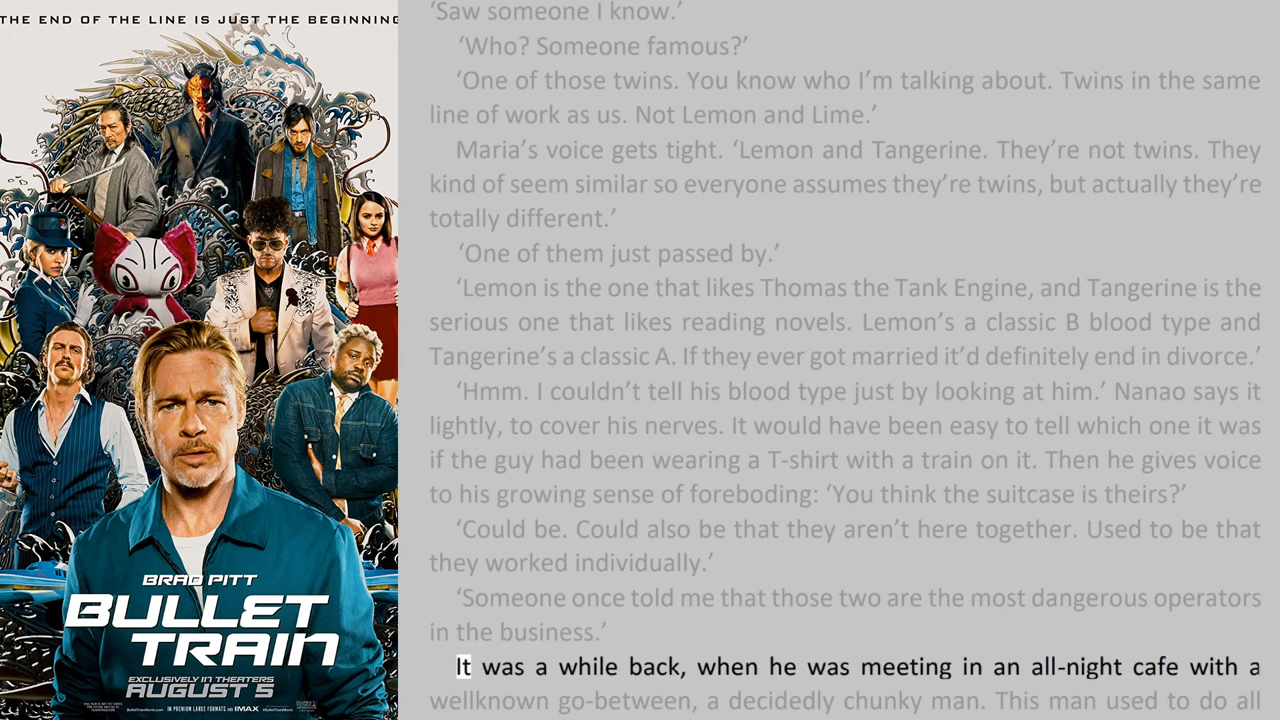 THE END OF THE LINE IS JUST THE BEGINNING
BRAD PITT
BULLET
TRAIN
EXCLUSIVELY IN THEATERS
AUGUST 5
IN PREMIUM LARGE FORMATS AND IMAX
‘Saw someone I know.’
‘Who? Someone famous?’
‘One of those twins. You know who I’m talking about. Twins in the same
line of work as us. Not Lemon and Lime.’
Maria’s voice gets tight. ‘Lemon and Tangerine. They’re not twins. They
kind of seem similar so everyone assumes they’re twins, but actually they’re
totally different.’
‘One of them just passed by.’
‘Lemon is the one that likes Thomas the Tank Engine, and Tangerine is the
serious one that likes reading novels. Lemon’s a classic B blood type and
Tangerine’s a classic A. If they ever got married it’d definitely end in divorce.’
‘Hmm. I couldn’t tell his blood type just by looking at him.’ Nanao says it
lightly, to cover his nerves. It would have been easy to tell which one it was
if the guy had been wearing a T-shirt with a train on it. Then he gives voice
to his growing sense of foreboding: ‘You think the suitcase is theirs?’
‘Could be. Could also be that they aren’t here together. Used to be that
they worked individually.’
‘Someone once told me that those two are the most dangerous operators
in the business.’
It was a while back, when he was meeting in an all-night cafe with a
wellknown go-between, a decidedly chunky man. This man used to do all